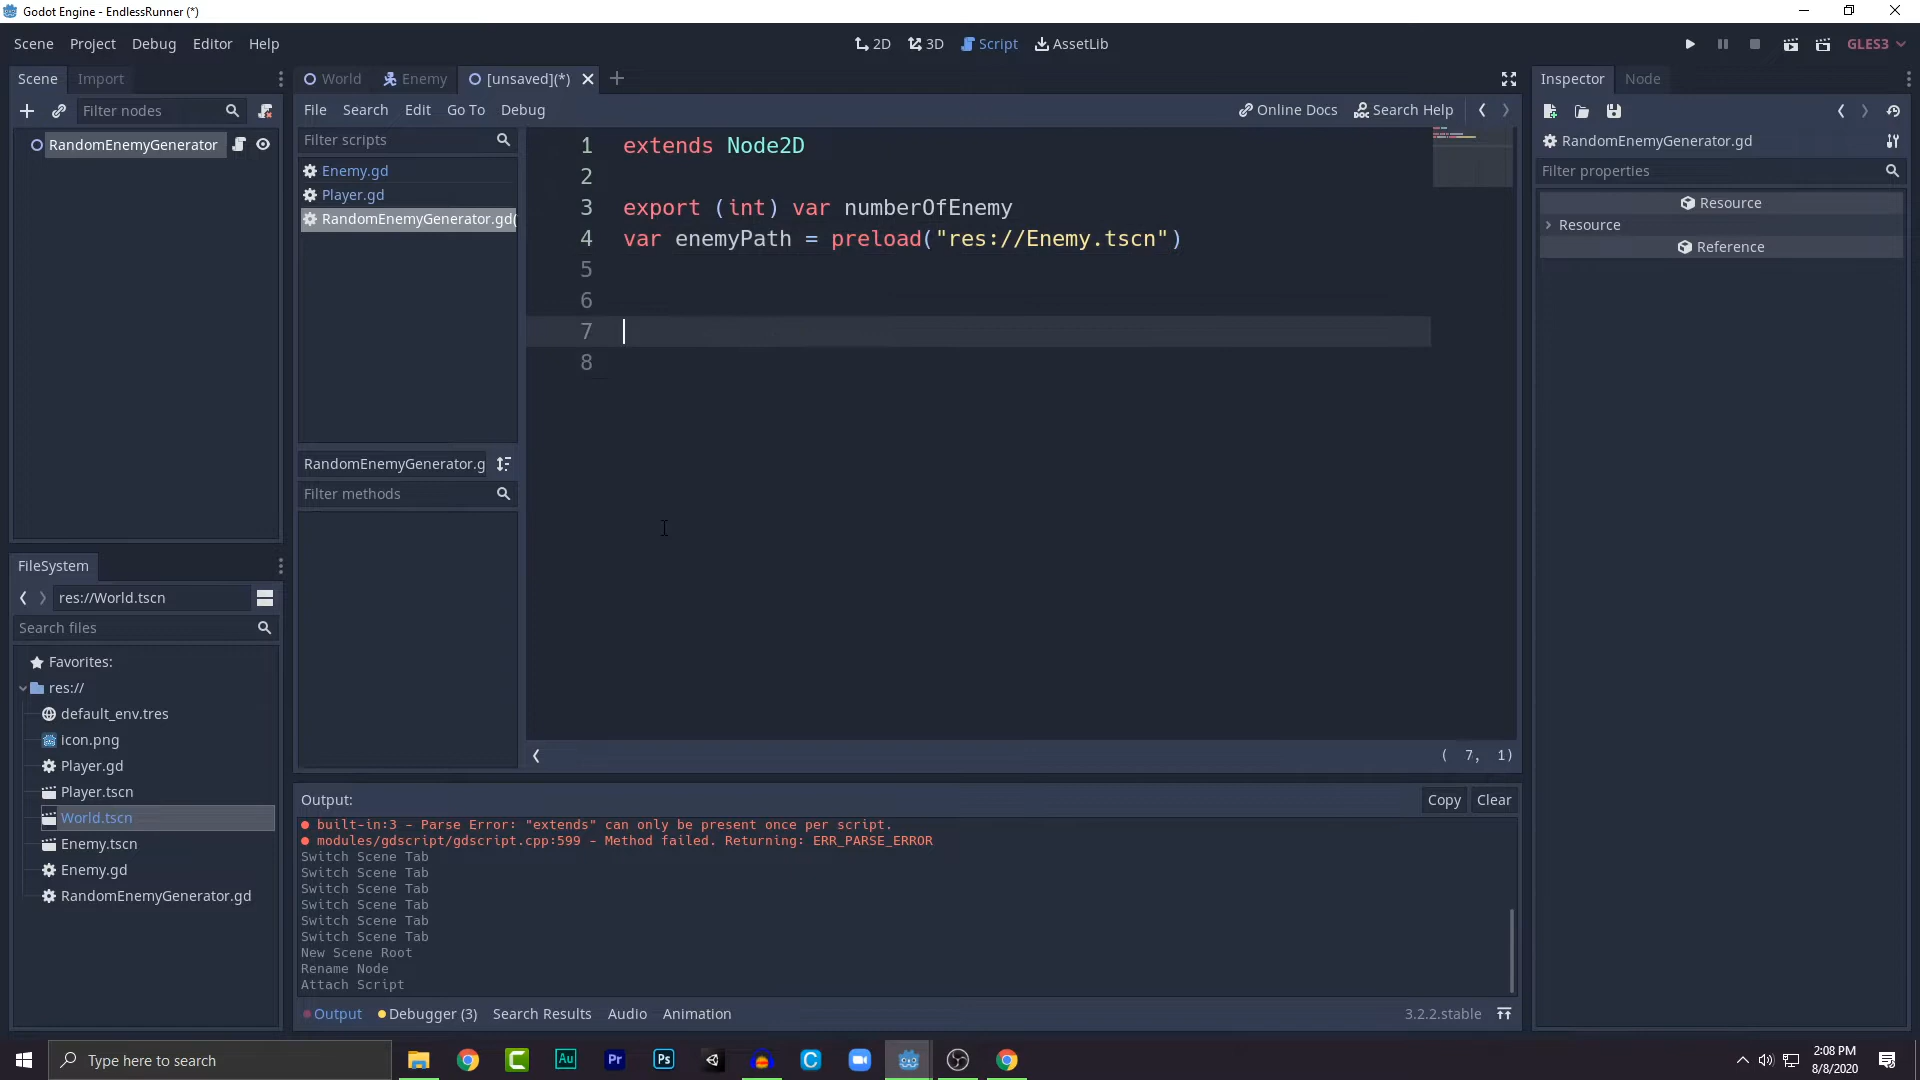 Godot Engine - EndlessRunner (*)
Scene Project Debug Editor Help
2D 3D Script AssetLib
GLES3
Scene Import
World Enemy [unsaved](*)
Inspector Node
Filter nodes
File Search Edit Go To Debug
Online Docs Search Help
RandomEnemyGenerator
Filter scripts
Enemy.gd
Player.gd
RandomEnemyGenerator.gd(
RandomEnemyGenerator.g
Filter methods
1 extends Node2D
2
3 export (int) var numberOfEnemy
4 var enemyPath = preload("res://Enemy.tscn")
5
6
7
8
( 7, 1)
RandomEnemyGenerator.gd
Filter properties
Resource
Resource
Reference
FileSystem
res://World.tscn
Search files
Favorites:
res://
default_env.tres
icon.png
Player.gd
Player.tscn
World.tscn
Enemy.tscn
Enemy.gd
RandomEnemyGenerator.gd
Output:
Copy Clear
built-in:3 - Parse Error: "extends" can only be present once per script.
modules/gdscript/gdscript.cpp:599 - Method failed. Returning: ERR_PARSE_ERROR
Switch Scene Tab
Switch Scene Tab
Switch Scene Tab
Switch Scene Tab
Switch Scene Tab
Switch Scene Tab
New Scene Root
Rename Node
Attach Script
Output Debugger (3) Search Results Audio Animation
3.2.2.stable
Type here to search
Au Pr Ps C
2:08 PM
8/8/2020